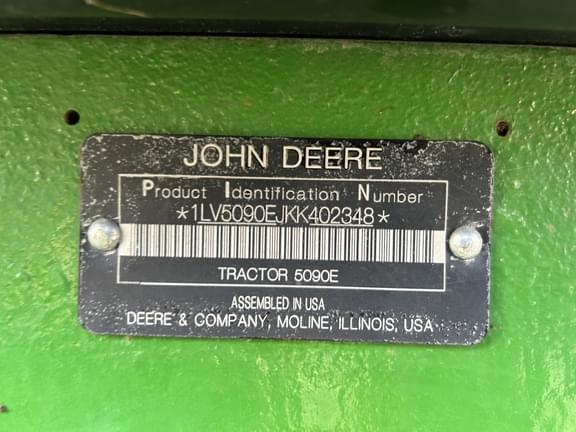 JOHN DEERE
Product Identification Number
*1LV5090EJKK402348*
TRACTOR 5090E
ASSEMBLED IN USA
DEERE & COMPANY, MOLINE, ILLINOIS, USA